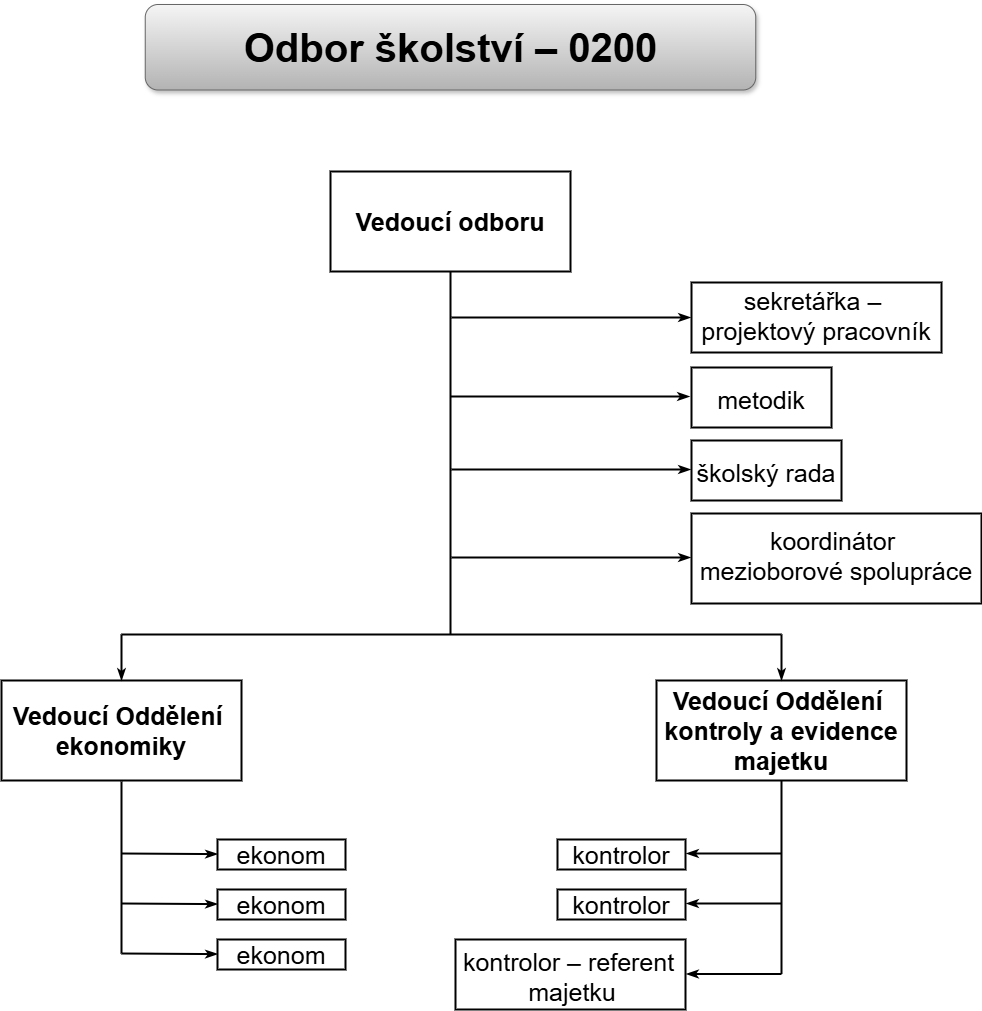 Odbor školství – 0200
Vedoucí odboru
sekretářka –
projektový pracovník
metodik
školský rada
koordinátor
mezioborové spolupráce
Vedoucí Oddělení
ekonomiky
Vedoucí Oddělení
kontroly a evidence
majetku
ekonom
ekonom
ekonom
kontrolor
kontrolor
kontrolor – referent
majetku